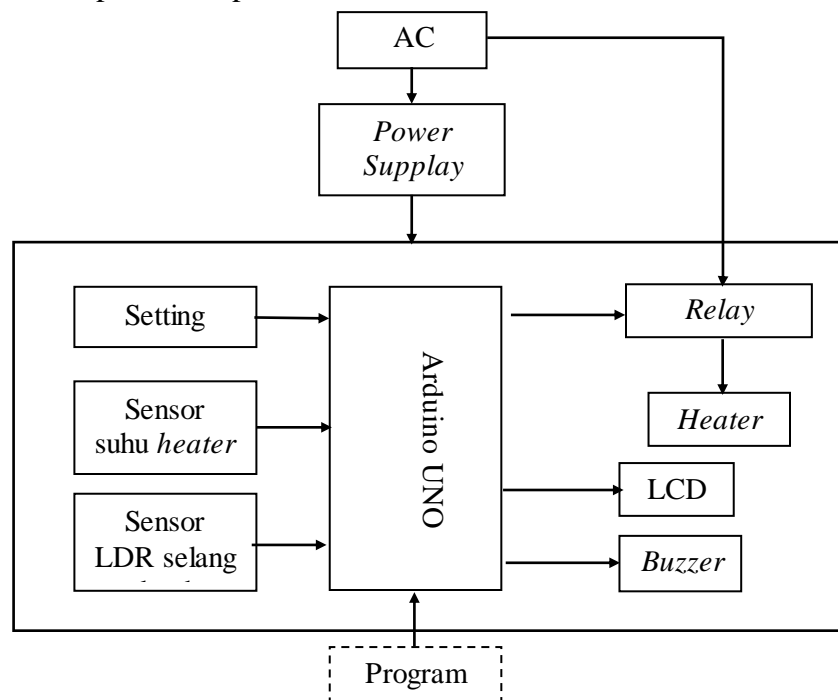 AC
Power
Supplay
Setting
Sensor
suhu heater
Sensor
LDR selang
Arduino UNO
Relay
Heater
LCD
Buzzer
Program